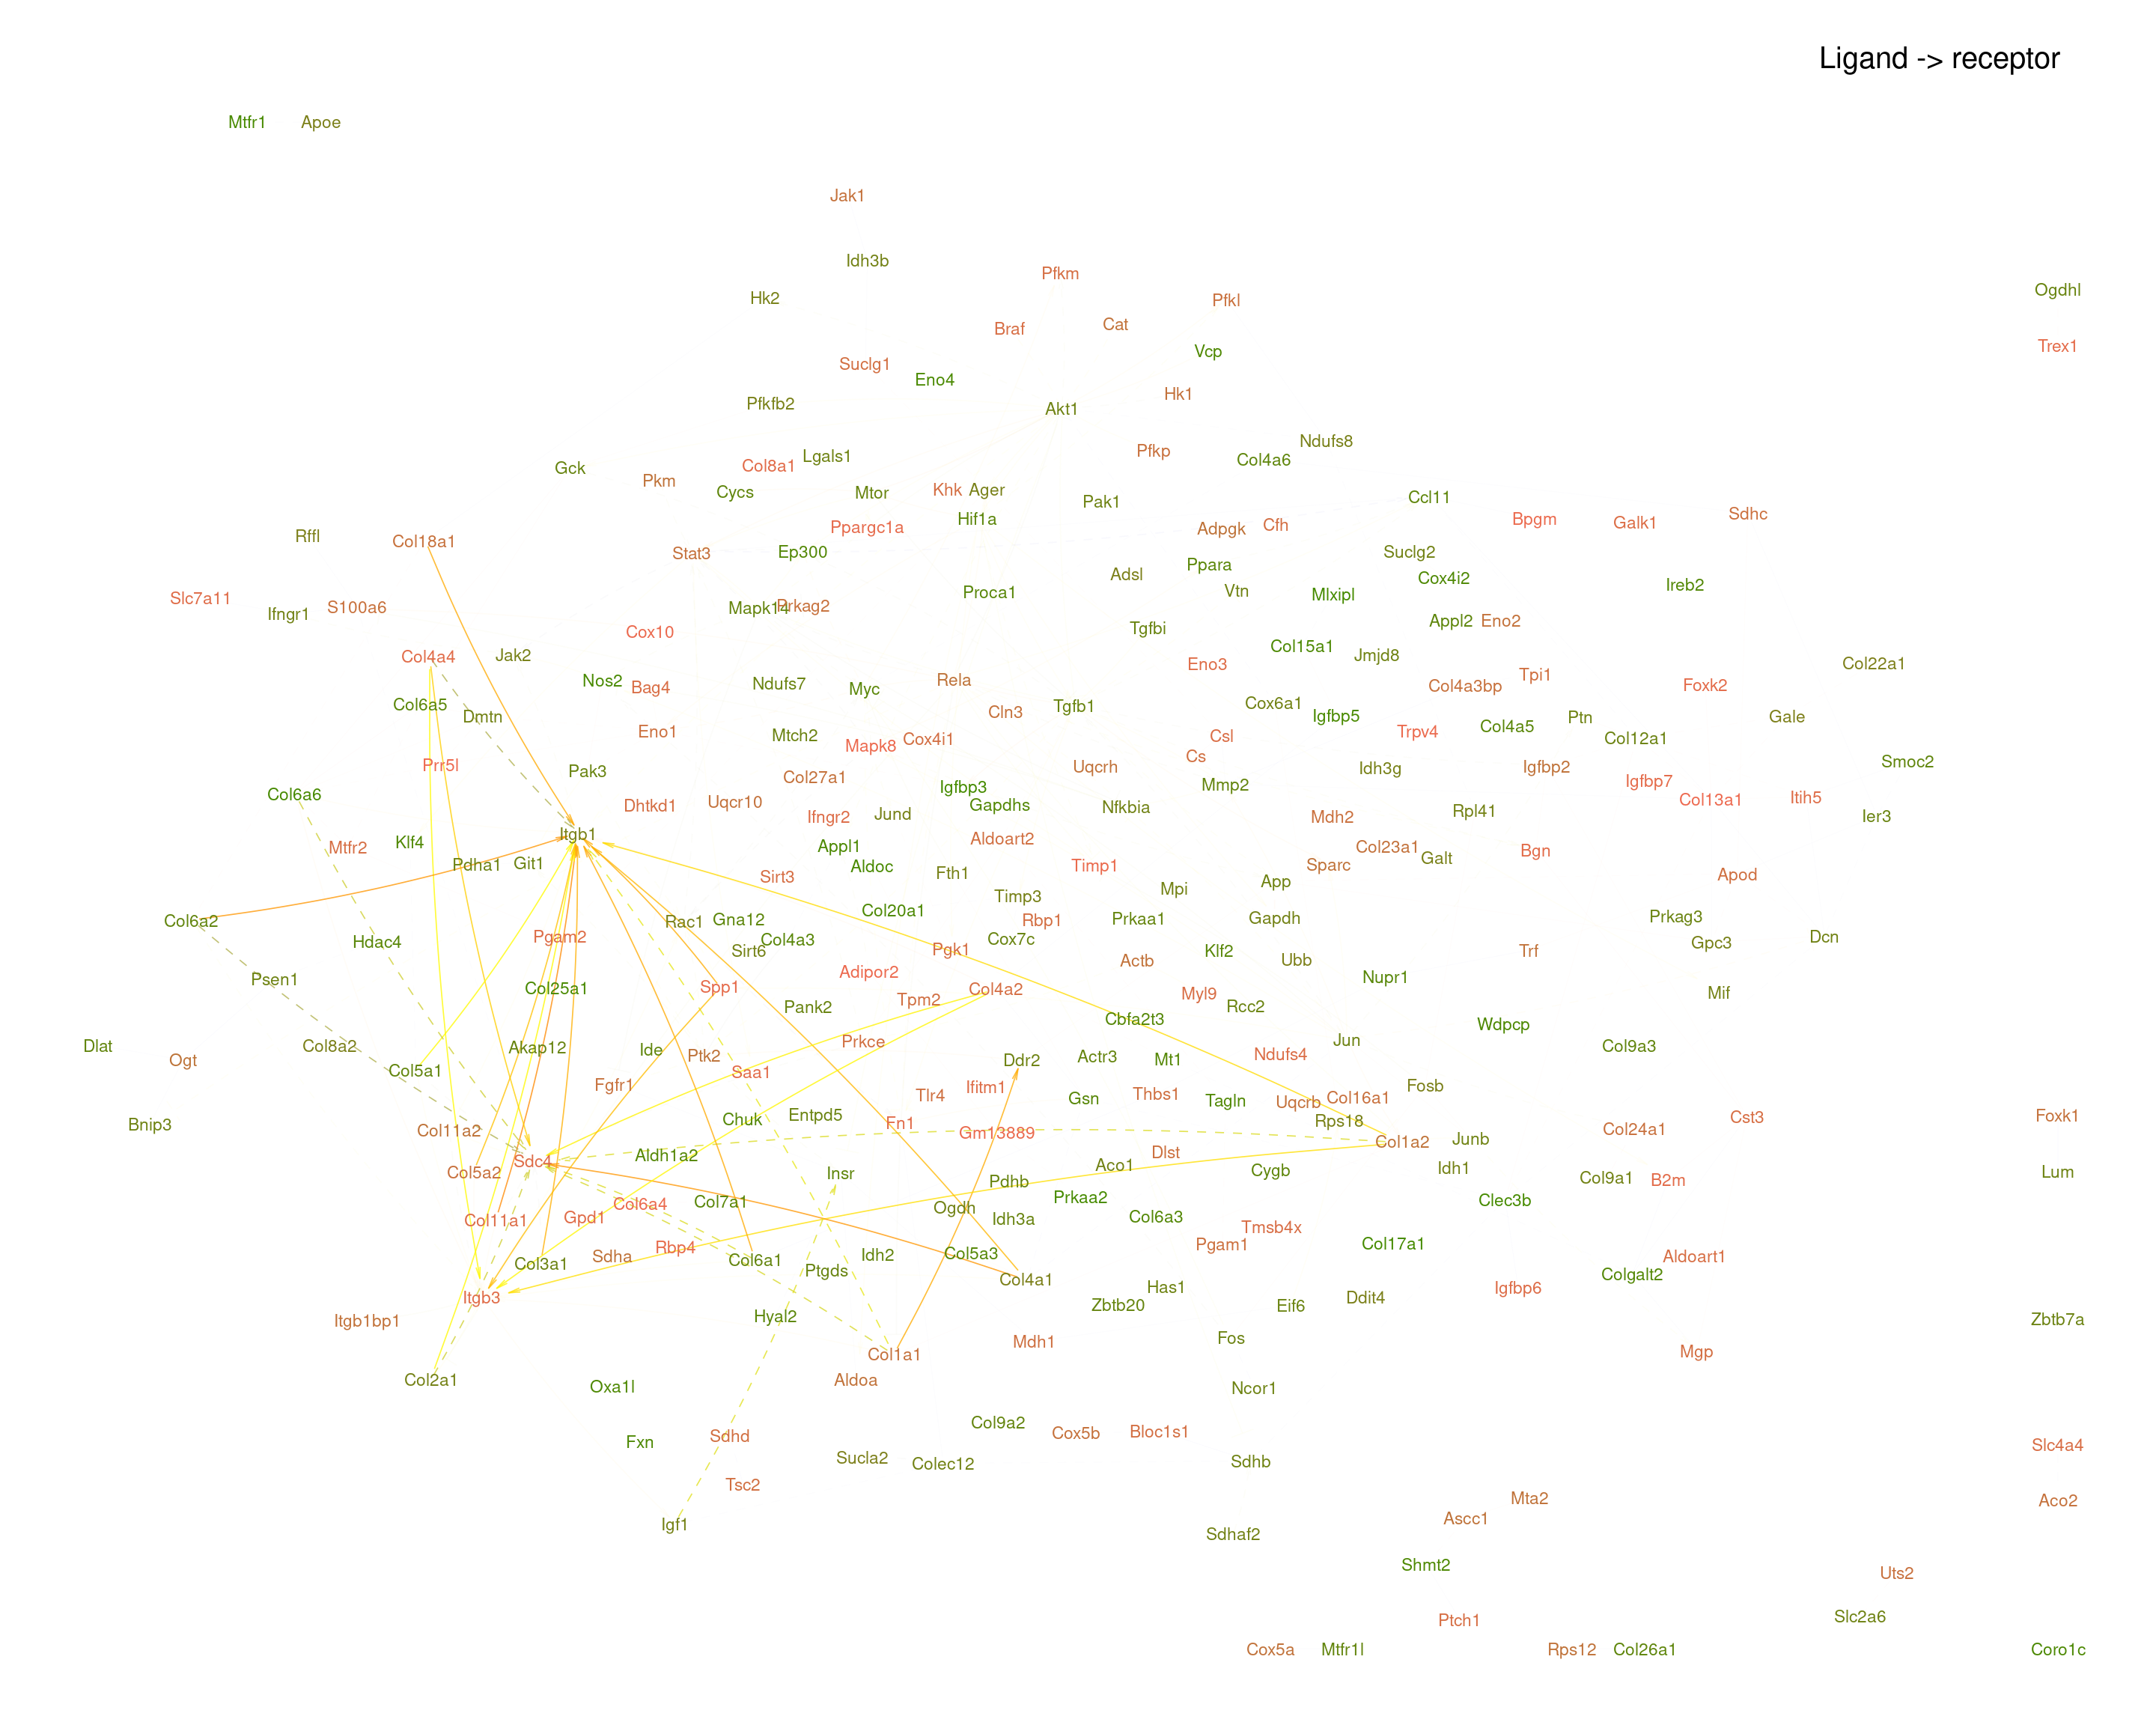 Ligand -> receptor
Mtfr1 Apoe
Jak1
Idh3b
Pfkm
Ogdhl
Hk2 Pfkl
Braf Cat
Trex1
Vcp
Suclg1
Eno4
Hk1
Pfkfb2 Akt1
Ndufs8
Pfkp
Lgals1 Col4a6
Gck Col8a1
Pkm Cycs Mtor Khk Ager Ccl11
Pak1
Ppargc1a Hif1a Adpgk Cfh Bpgm Galk1 Sdhc
Rffl Col18a1
Stat3 Ep300 Suclg2
Ppara
Adsl Cox4i2 Ireb2
Slc7a11 Proca1 Vtn Mlxipl
Ifngr1 S100a6 Mapk14 Prkag2
Cox10 Tgfbi Appl2 Eno2
Col4a4 Jak2 Col15a1 Jmjd8
Eno3 Col22a1
Nos2 Bag4 Ndufs7 Myc Rela Col4a3bp Tpi1 Foxk2
Col6a5 Dmtn Cln3 Tgfb1 Cox6a1 Igfbp5 Ptn Gale
Eno1 Mtch2 Mapk8 Cox4i1 Csl Trpv4 Col4a5 Col12a1
Prr5l Pak3 Col27a1 Uqcrh Cs Idh3g Igfbp2 Smoc2
Col6a6 Igfbp3 Mmp2 Igfbp7
Dhtkd1 Uqcr10 Gapdhs Nfkbia Col13a1 Itih5
Itgb1 Ifngr2 Jund Mdh2 Rpl41 Ier3
Mtfr2 Klf4 Appl1 Aldoart2 Col23a1 Bgn
Pdha1 Git1 Aldoc Timp1 Sparc Galt
Sirt3 Fth1 Mpi App Apod
Timp3
Col6a2 Rac1 Gna12 Col20a1 Rbp1 Prkaa1 Gapdh Prkag3
Hdac4 Pgam2 Sirt6 Col4a3 Pgk1 Cox7c Klf2 Trf Gpc3 Dcn
Psen1 Adipor2 Actb Ubb Nupr1
Col25a1 Spp1 Tpm2 Col4a2 Myl9 Mif
Pank2 Rcc2
Cbfa2t3 Wdpcp
Dlat Col8a2 Akap12 Ide Prkce Jun Col9a3
Ogt Col5a1 Ptk2 Saa1 Ddr2 Actr3 Mt1 Ndufs4
Fgfr1 Tlr4 Ifitm1 Gsn Thbs1 Tagln Uqcrb Col16a1 Fosb
Bnip3 Col11a2 Chuk Entpd5 Fn1 Gm13889 Rps18 Col24a1 Cst3 Foxk1
Col1a2 Junb
Sdc4 Aldh1a2 Dlst
Col5a2 Insr Pdhb Aco1 Cygb Idh1 Col9a1 B2m Lum
Col6a4 Col7a1 Ogdh Prkaa2 Clec3b
Col11a1 Gpd1 Idh3a Col6a3 Tmsb4x
Col3a1 Sdha Rbp4 Col6a1 Idh2 Col5a3 Pgam1 Col17a1 Aldoart1
Ptgds Col4a1 Has1 Colgalt2
Itgb3 Zbtb20 Eif6 Ddit4 Igfbp6
Itgb1bp1 Hyal2 Zbtb7a
Mdh1 Fos
Col1a1 Mgp
Col2a1 Oxa1l Aldoa Ncor1
Col9a2
Fxn Sdhd Cox5b Bloc1s1 Slc4a4
Sucla2 Colec12 Sdhb
Tsc2 Mta2 Aco2
Igf1 Sdhaf2 Ascc1
Shmt2 Uts2
Ptch1 Slc2a6
Cox5a Mtfr1l Rps12 Col26a1 Coro1c